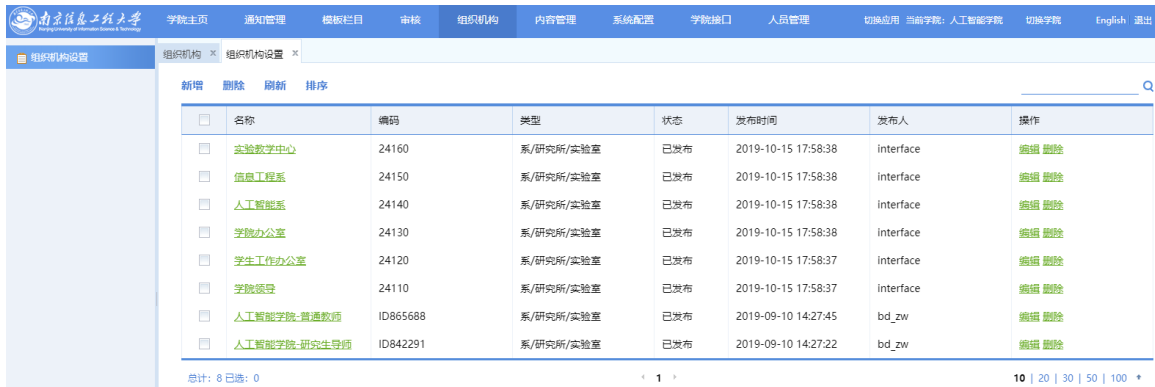 南京信息工程大学 学院主页 通知管理 模板栏目 审核 组织机构 内容管理 系统配置 学院接口 人员管理 切换应用 当前学院：人工智能学院 切换学院 English 退出
Nanjing University of Information Science & Technology
组织机构设置 组织机构 × 组织机构设置 ×
新增 删除 刷新 排序
名称 编码 类型 状态 发布时间 发布人 操作
实验教学中心 24160 系/研究所/实验室 已发布 2019-10-15 17:58:38 interface 编辑 删除
信息工程系 24150 系/研究所/实验室 已发布 2019-10-15 17:58:38 interface 编辑 删除
人工智能系 24140 系/研究所/实验室 已发布 2019-10-15 17:58:38 interface 编辑 删除
学院办公室 24130 系/研究所/实验室 已发布 2019-10-15 17:58:38 interface 编辑 删除
学生工作办公室 24120 系/研究所/实验室 已发布 2019-10-15 17:58:37 interface 编辑 删除
学院领导 24110 系/研究所/实验室 已发布 2019-10-15 17:58:37 interface 编辑 删除
人工智能学院-普通教师 ID865688 系/研究所/实验室 已发布 2019-09-10 14:27:45 bd_zw 编辑 删除
人工智能学院-研究生导师 ID842291 系/研究所/实验室 已发布 2019-09-10 14:27:22 bd_zw 编辑 删除
总计：8 已选：0 1 10 | 20 | 30 | 50 | 100